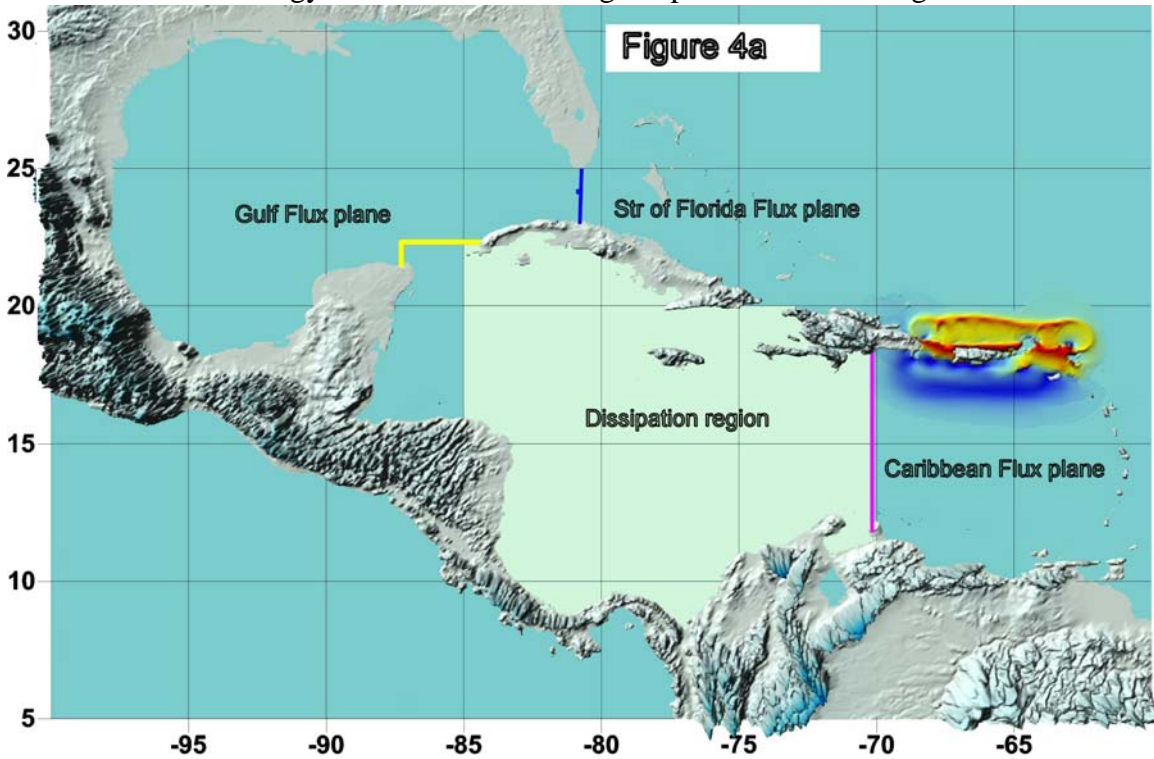 Figure 4a
30
25
Gulf Flux plane
Str of Florida Flux plane
20
Dissipation region
15
Caribbean Flux plane
10
5
-95 -90 -85 -80 -75 -70 -65